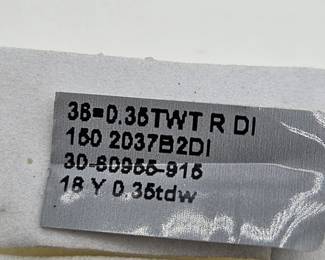 36=0.35TWT R DI
150 2037B2DI
30-60955-915
18 Y 0.35tdw